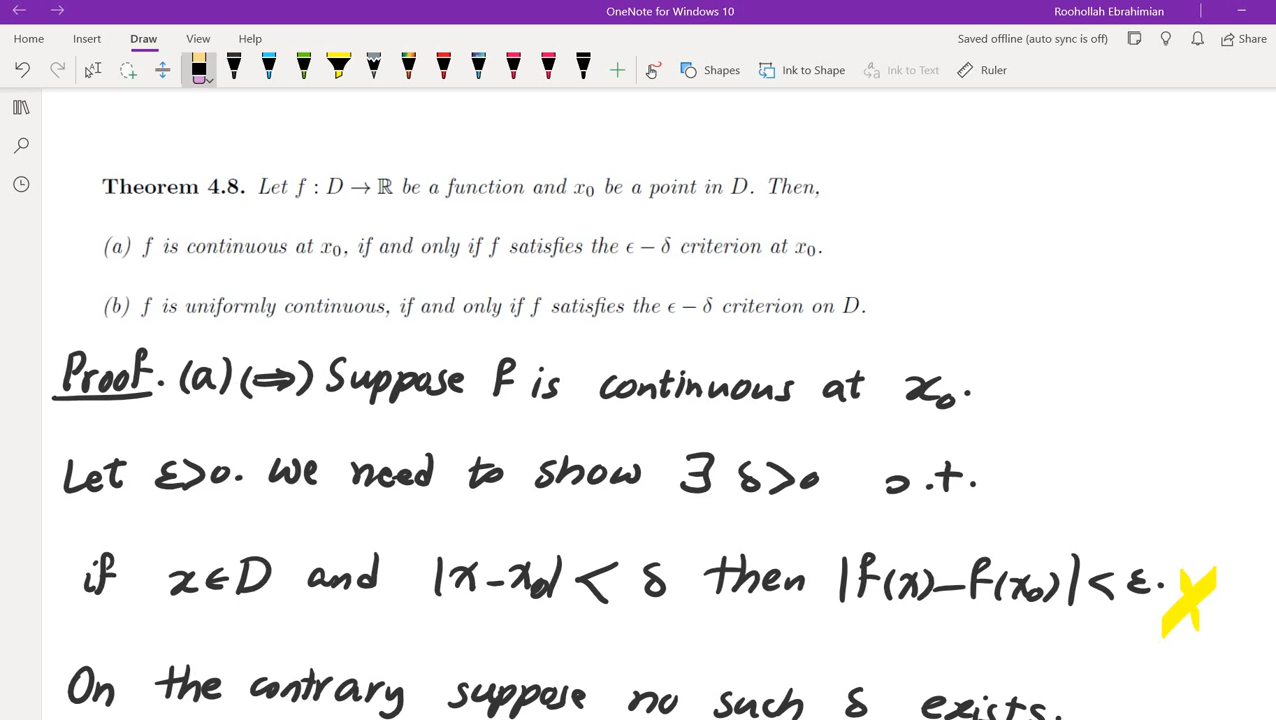 OneNote for Windows 10
Roohollah Ebrahimian
Home Insert Draw View Help
Saved offline (auto sync is off)
Share
Shapes
Ink to Shape
Ink to Text
Ruler
Theorem 4.8. Let f : D → ℝ be a function and x₀ be a point in D. Then,
(a) f is continuous at x₀, if and only if f satisfies the ϵ − δ criterion at x₀.
(b) f is uniformly continuous, if and only if f satisfies the ϵ − δ criterion on D.
Proof. (a) (⇒) Suppose f is continuous at x₀.
Let ε>0. We need to show ∃ δ>0 s.t.
if x∈D and |x-x₀| < δ then |f(x)-f(x₀)| < ε.
On the contrary suppose no such δ exists.